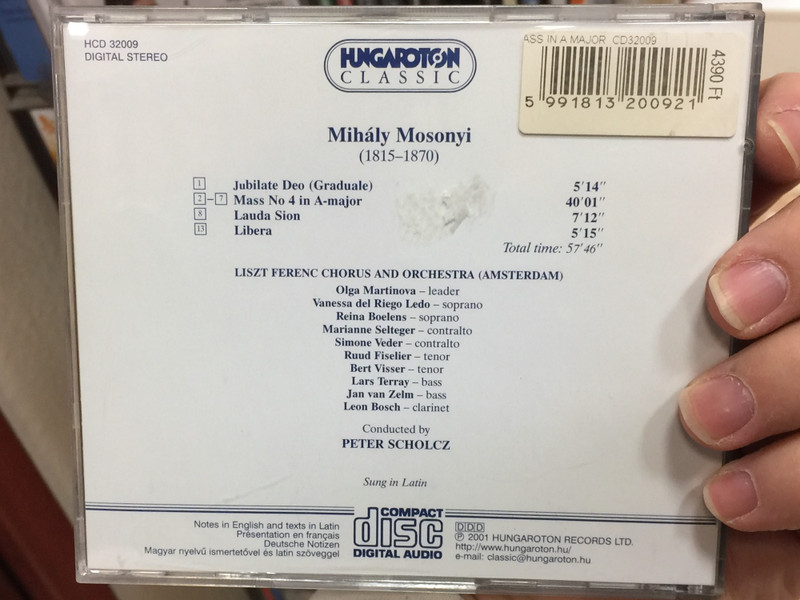 HCD 32009
DIGITAL STEREO
HUNGAROTON
CLASSIC
ASS IN A MAJOR CD32009
5 991813 200921
4390 Ft
Mihály Mosonyi
(1815–1870)
1 Jubilate Deo (Graduale) 5'14"
2–7 Mass No 4 in A-major 40'01"
8 Lauda Sion 7'12"
13 Libera 5'15"
Total time: 57'46"
LISZT FERENC CHORUS AND ORCHESTRA (AMSTERDAM)
Olga Martinova – leader
Vanessa del Riego Ledo – soprano
Reina Boelens – soprano
Marianne Selteger – contralto
Simone Veder – contralto
Ruud Fiselier – tenor
Bert Visser – tenor
Lars Terray – bass
Jan van Zelm – bass
Leon Bosch – clarinet
Conducted by
PETER SCHOLCZ
Sung in Latin
Notes in English and texts in Latin
Présentation en français
Deutsche Notizen
Magyar nyelvű ismertetővel és latin szöveggel
COMPACT
disc
DIGITAL AUDIO
DDD
℗ 2001 HUNGAROTON RECORDS LTD.
http://www.hungaroton.hu/
e-mail: classic@hungaroton.hu